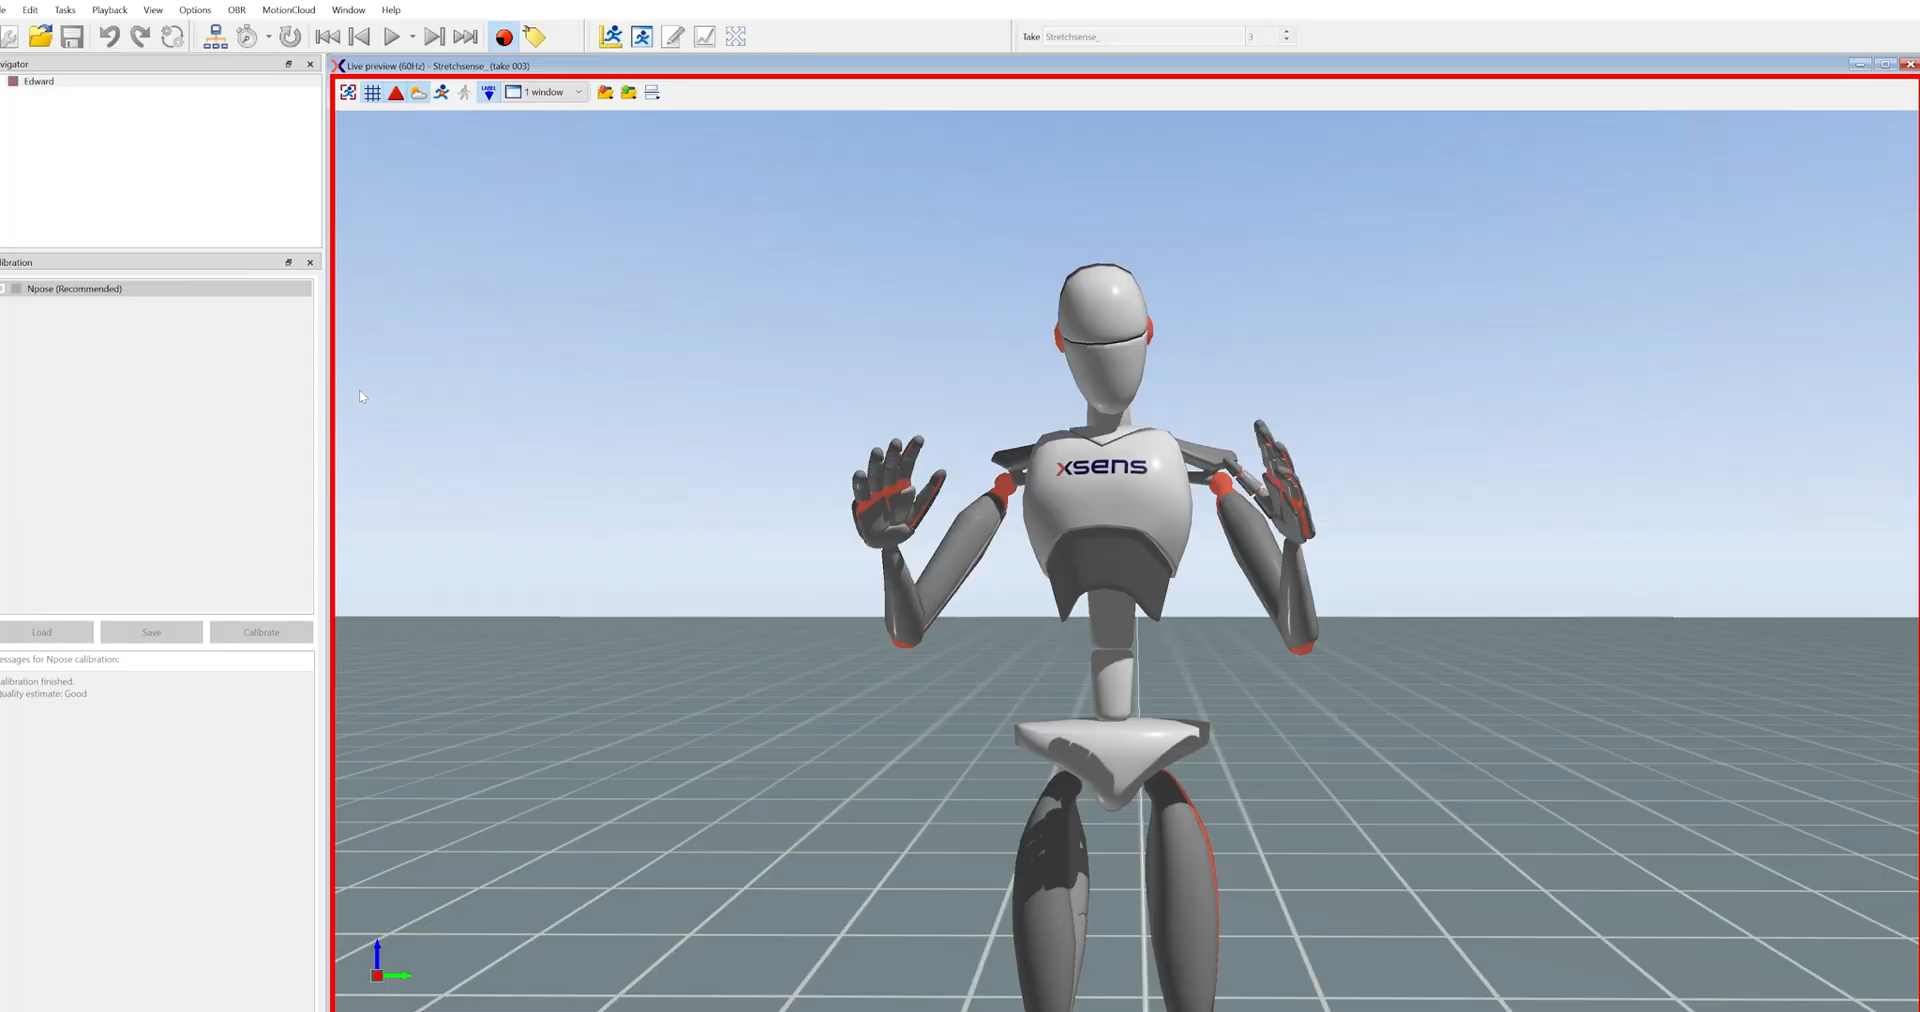 le Edit Tasks Playback View Options OBR MotionCloud Window Help
Take Stretchsense_ 3
vigator
Edward
Live preview (60Hz) - Stretchsense_ (take 003)
LABEL 1 window
libration
Npose (Recommended)
Load Save Calibrate
essages for Npose calibration:
alibration finished.
Quality estimate: Good
xsens